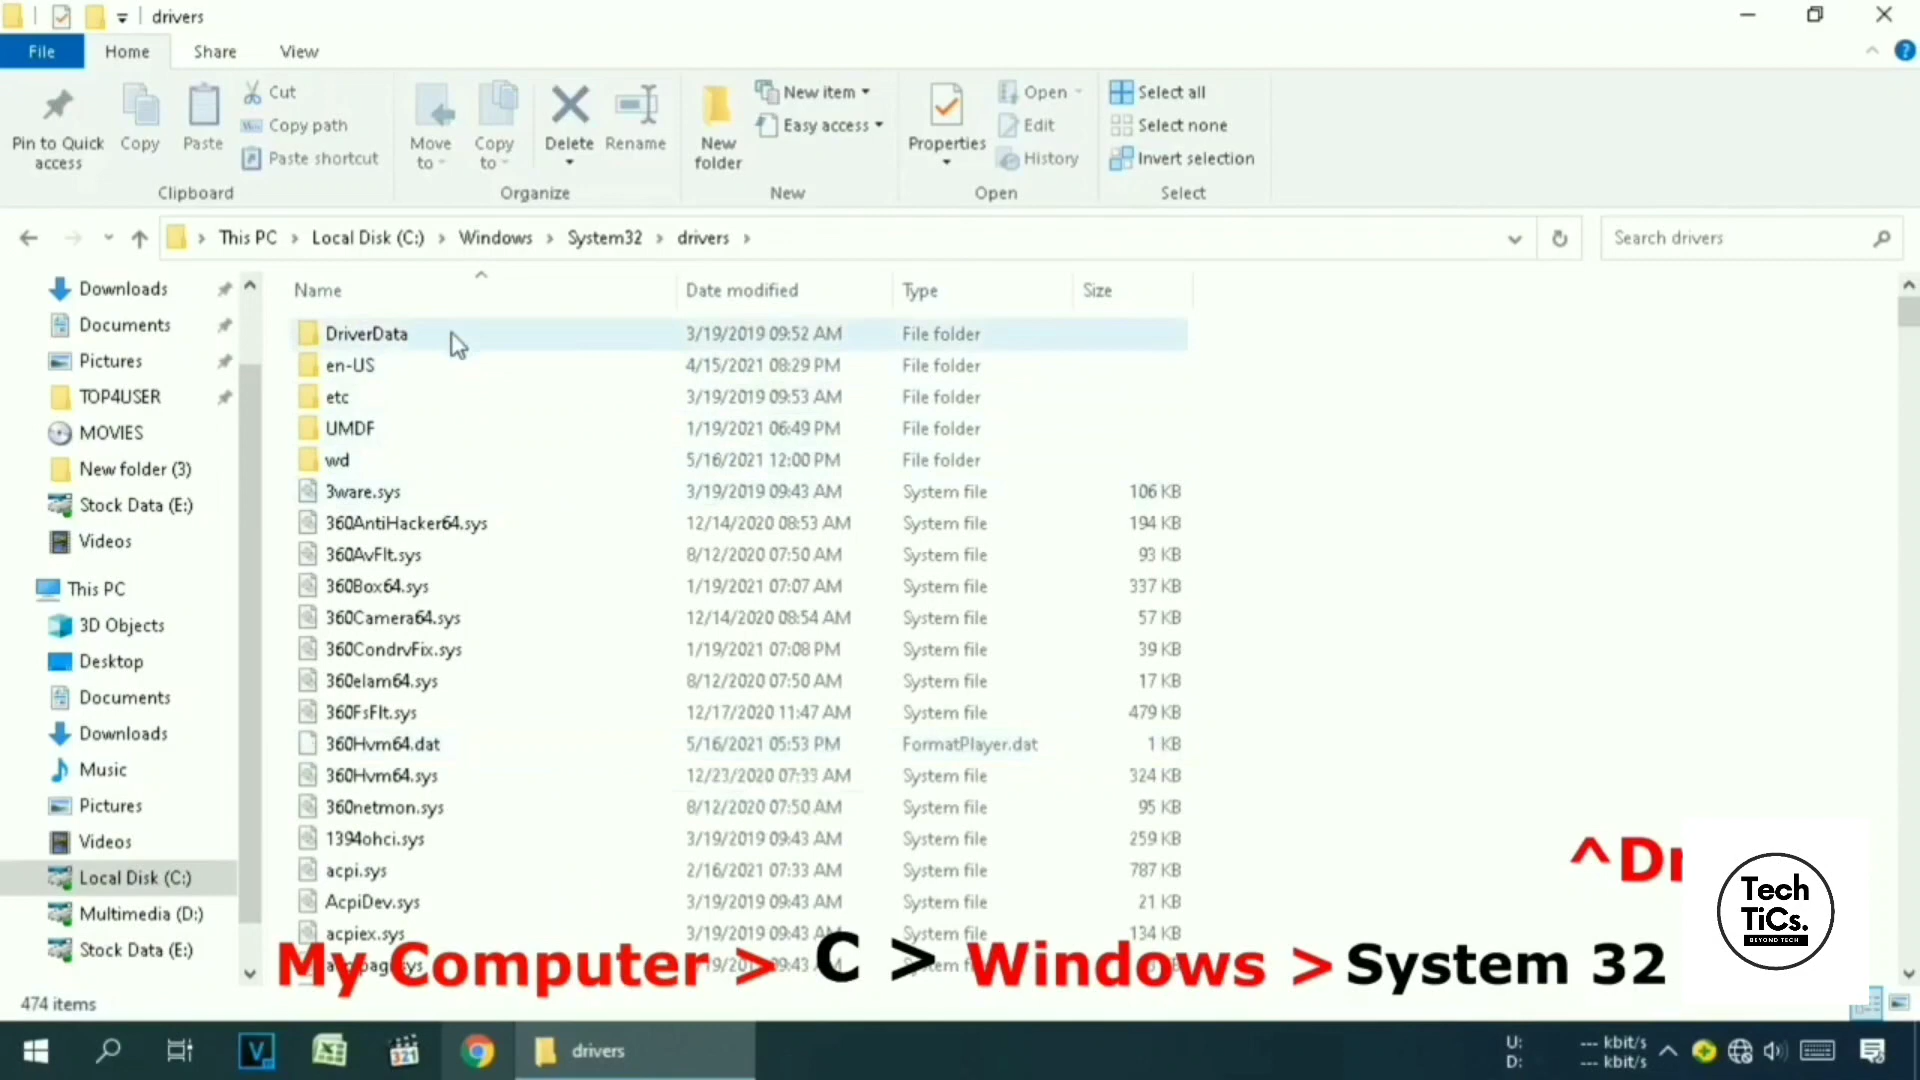 drivers
File Home Share View
Pin to Quick access
Copy
Paste
Cut
Copy path
Paste shortcut
Clipboard
Move to
Copy to
Delete
Rename
Organize
New folder
New item
Easy access
New
Properties
Open
Edit
History
Open
Select all
Select none
Invert selection
Select
This PC > Local Disk (C:) > Windows > System32 > drivers >
Search drivers
Downloads
Documents
Pictures
TOP4USER
MOVIES
New folder (3)
Stock Data (E:)
Videos
This PC
3D Objects
Desktop
Documents
Downloads
Music
Pictures
Videos
Local Disk (C:)
Multimedia (D:)
Stock Data (E:)
Name Date modified Type Size
DriverData 3/19/2019 09:52 AM File folder
en-US 4/15/2021 08:29 PM File folder
etc 3/19/2019 09:53 AM File folder
UMDF 1/19/2021 06:49 PM File folder
wd 5/16/2021 12:00 PM File folder
3ware.sys 3/19/2019 09:43 AM System file 106 KB
360AntiHacker64.sys 12/14/2020 08:53 AM System file 194 KB
360AvFlt.sys 8/12/2020 07:50 AM System file 93 KB
360Box64.sys 1/19/2021 07:07 AM System file 337 KB
360Camera64.sys 12/14/2020 08:54 AM System file 57 KB
360CondrvFix.sys 1/19/2021 07:08 PM System file 39 KB
360elam64.sys 8/12/2020 07:50 AM System file 17 KB
360FsFlt.sys 12/17/2020 11:47 AM System file 479 KB
360Hvm64.dat 5/16/2021 05:53 PM FormatPlayer.dat 1 KB
360Hvm64.sys 12/23/2020 07:33 AM System file 324 KB
360netmon.sys 8/12/2020 07:50 AM System file 95 KB
1394ohci.sys 3/19/2019 09:43 AM System file 259 KB
acpi.sys 2/16/2021 07:33 AM System file 787 KB
AcpiDev.sys 3/19/2019 09:43 AM System file 21 KB
acpiex.sys 3/19/2019 09:43 AM System file 134 KB
^Dr
Tech
TiCs.
BEYOND TECH
My Computer > C > Windows > System 32
474 items
321
drivers
U: --- kbit/s
D: --- kbit/s